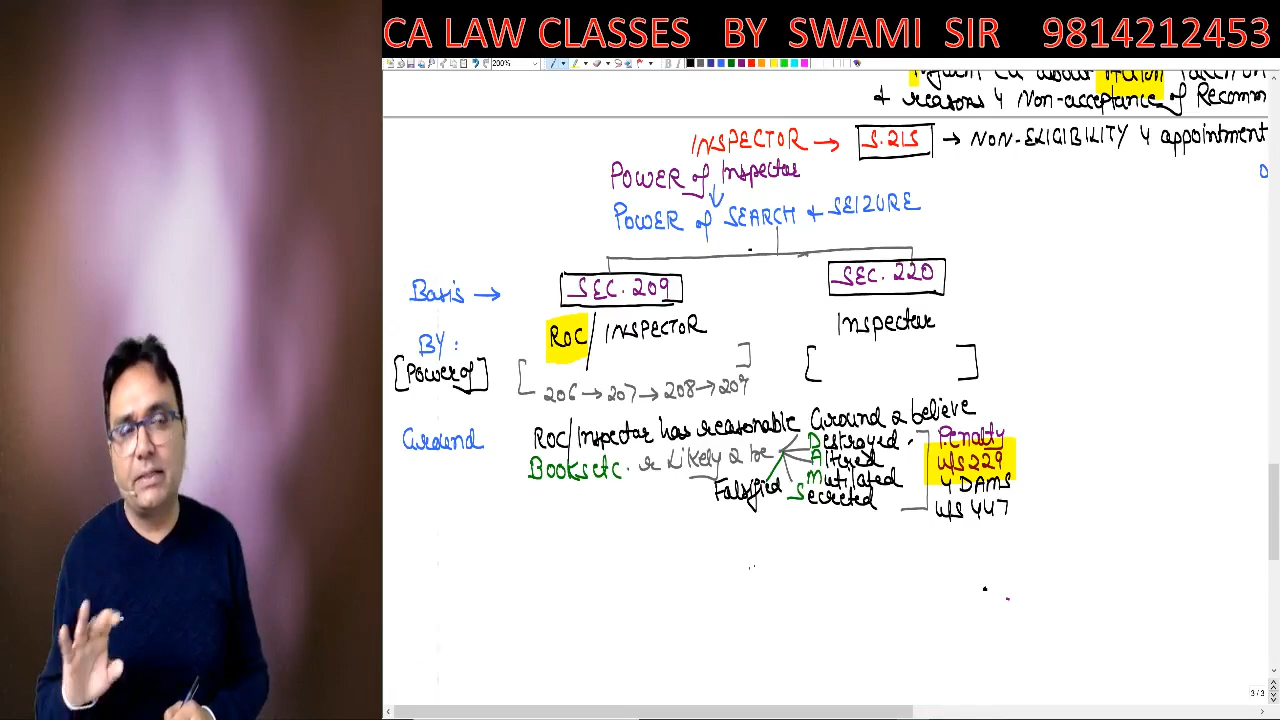 CA LAW CLASSES BY SWAMI SIR 9814212453
200%
& reasons 4 Non-acceptance of Recomm
INSPECTOR → S.215 → NON-ELIGIBILITY 4 appointment
POWER of Inspector
POWER of SEARCH & SEIZURE
Basis → SEC. 209 SEC. 220
BY: ROC / INSPECTOR Inspector
[Power of] [ ] [ ]
206 → 207 → 208 → 209
Ground ROC/Inspector has reasonable Ground 2 believe
Books etc. r Likely 2 be
Destroyed
Altered
Mutilated
Falsified Secreted
Penalty
u/s 229
4 DAMS
u/s 447
3 / 3